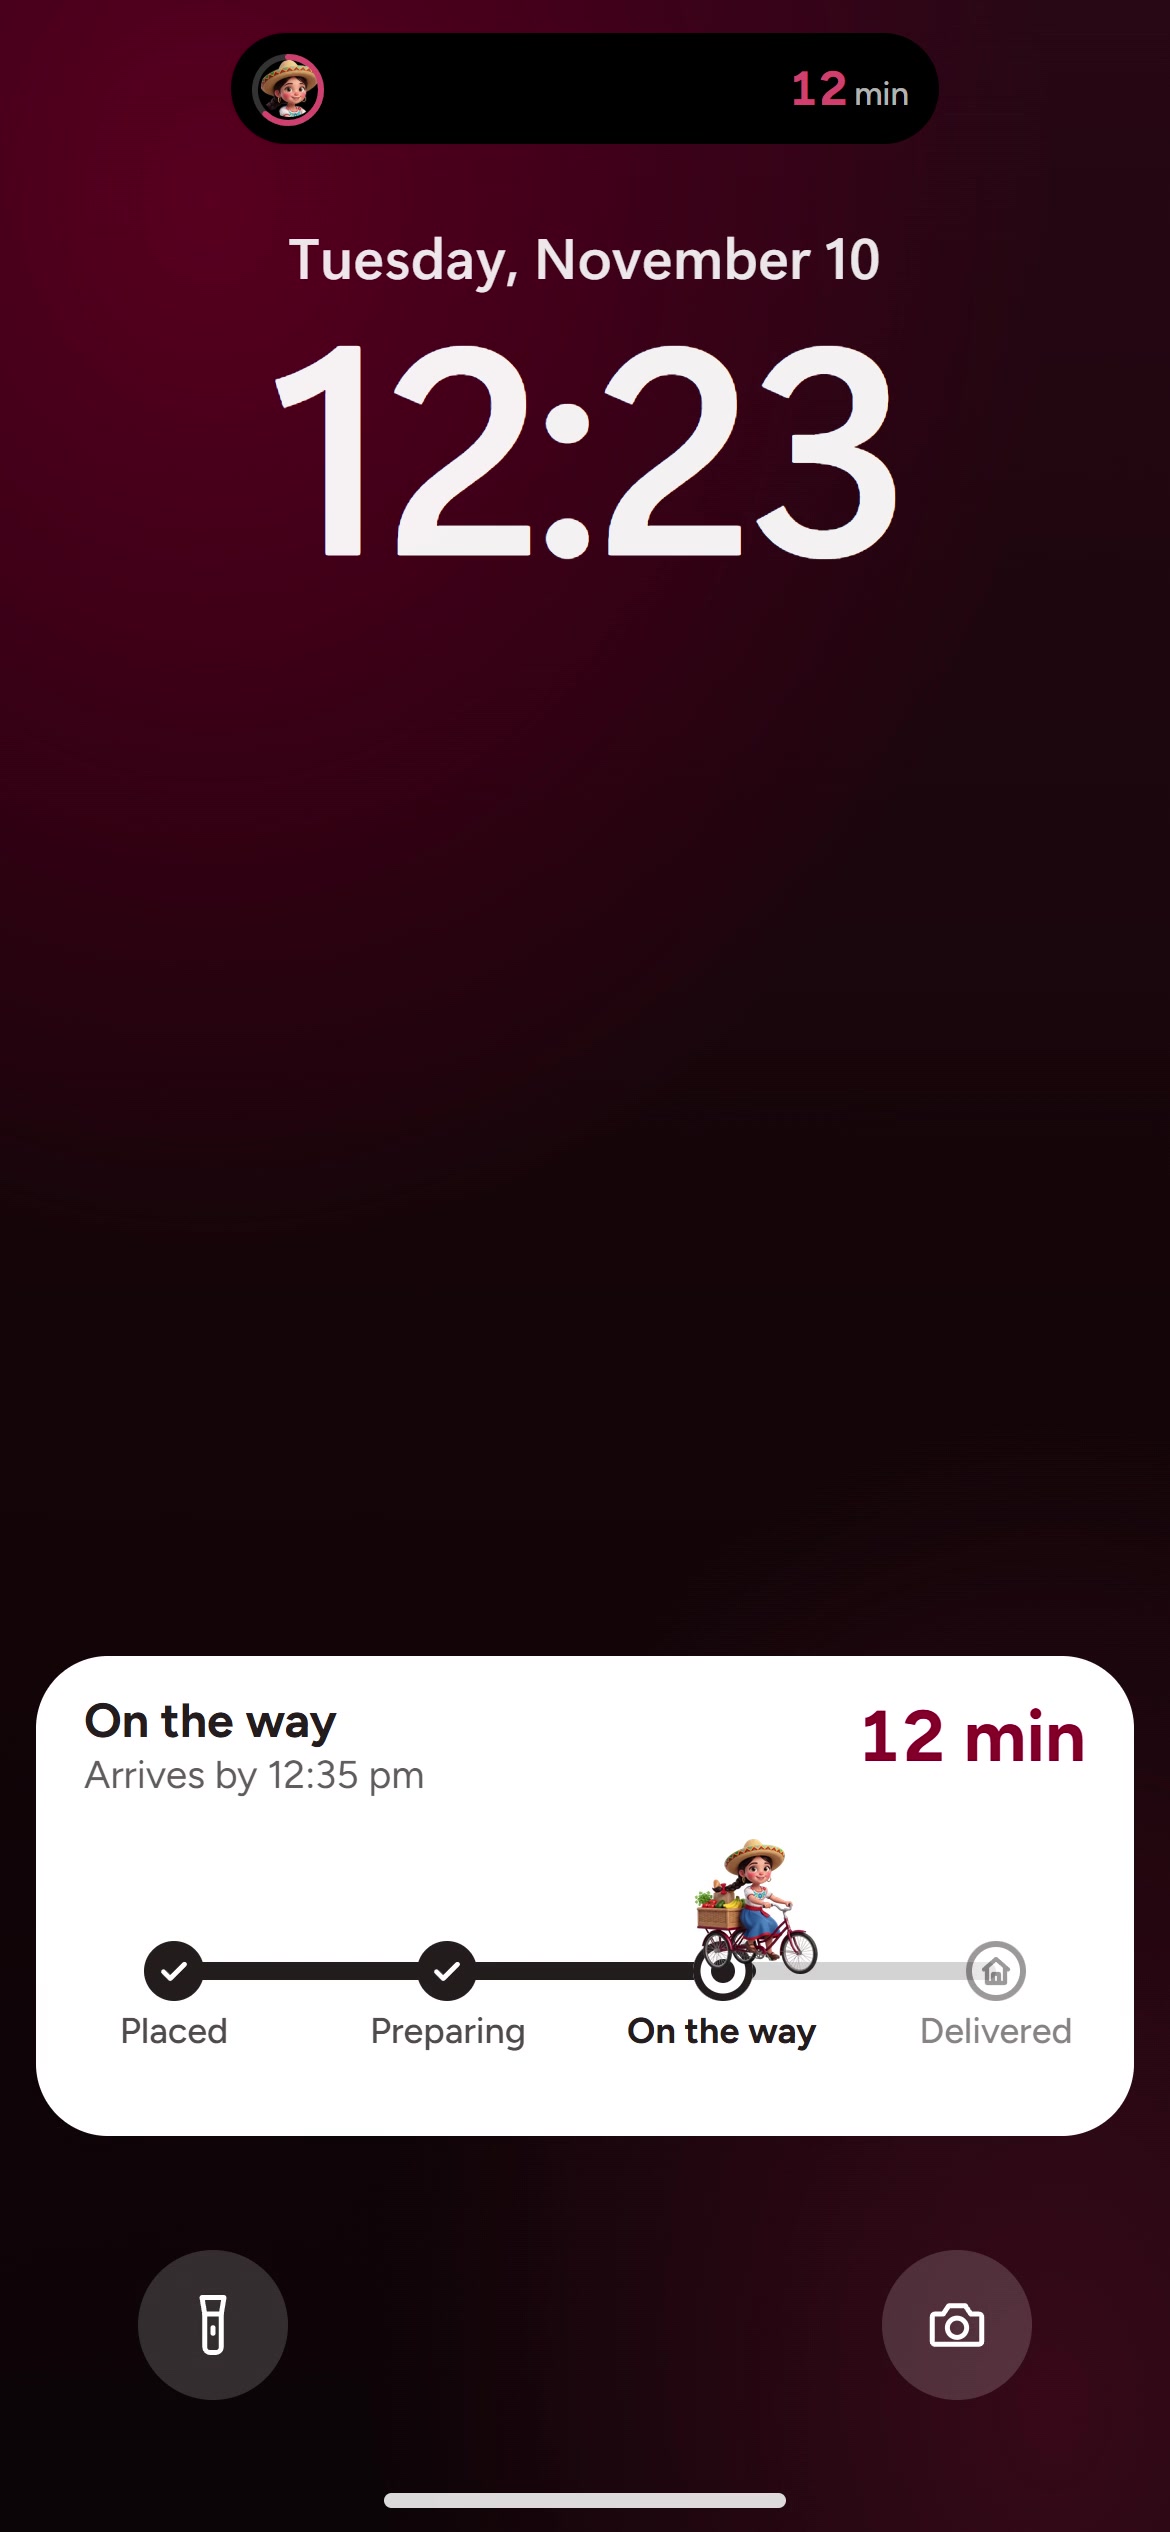 12 min
Tuesday, November 10
12:23
On the way
12 min
Arrives by 12:35 pm
Placed
Preparing
On the way
Delivered